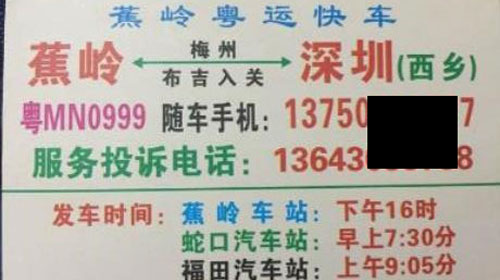 蕉岭粤运快车
蕉岭 梅州 布吉入关 深圳(西乡)
粤MN0999 随车手机: 13750 7
服务投诉电话: 13643 8
发车时间: 蕉岭车站: 下午16时
蛇口汽车站: 早上7:30分
福田汽车站: 上午9:05分